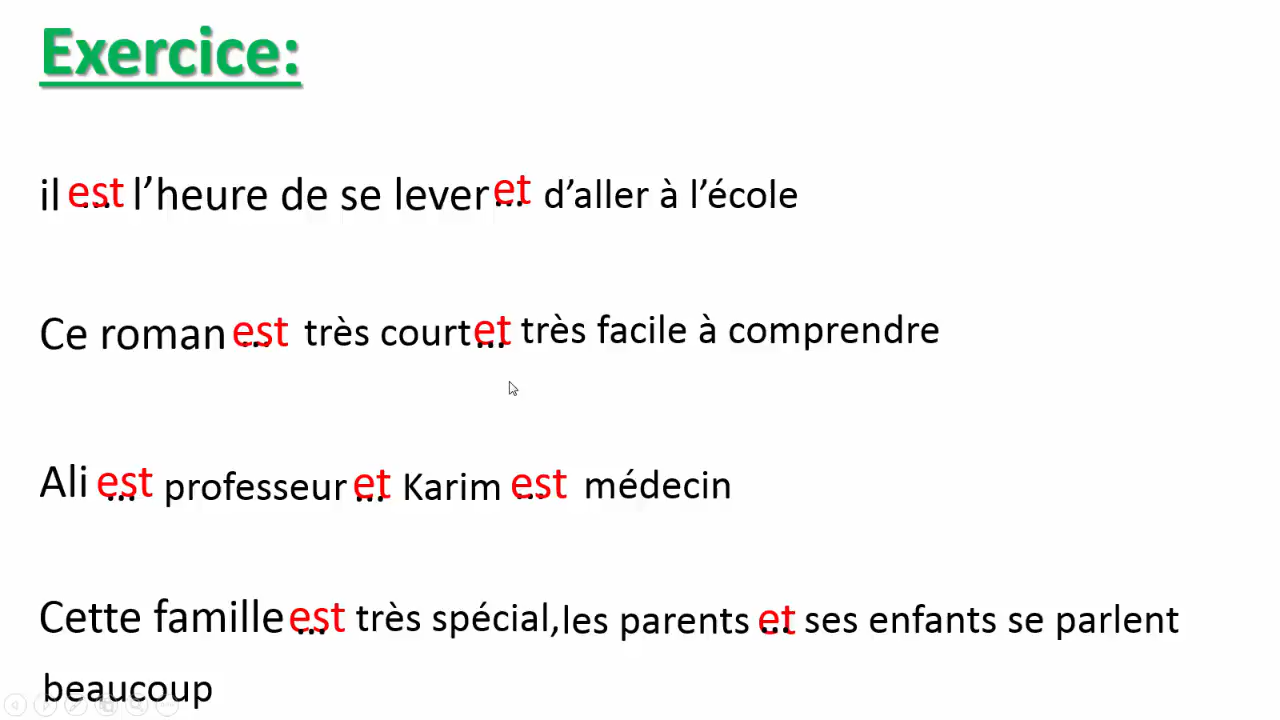 Exercice:
il est l’heure de se lever et d’aller à l’école
Ce roman est très court et très facile à comprendre
Ali est professeur et Karim est médecin
Cette famille est très spécial, les parents et ses enfants se parlent
beaucoup